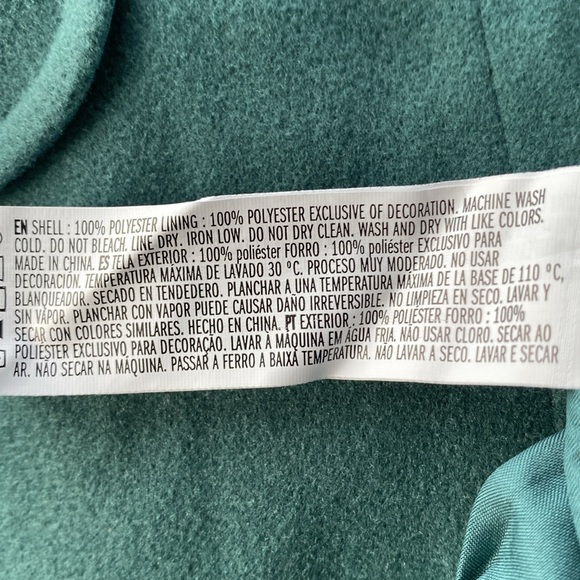 EN SHELL : 100% POLYESTER LINING : 100% POLYESTER EXCLUSIVE OF DECORATION. MACHINE WASH
COLD. DO NOT BLEACH. LINE DRY. IRON LOW. DO NOT DRY CLEAN. WASH AND DRY WITH LIKE COLORS.
MADE IN CHINA. ES TELA EXTERIOR : 100% poliéster FORRO : 100% poliéster EXCLUSIVO PARA
DECORACIÓN. TEMPERATURA MÁXIMA DE LAVADO 30 ºC. PROCESO MUY MODERADO. NO USAR
BLANQUEADOR. SECADO EN TENDEDERO. PLANCHAR A UNA TEMPERATURA MÁXIMA DE LA BASE DE 110 ºC,
SIN VAPOR. PLANCHAR CON VAPOR PUEDE CAUSAR DAÑO IRREVERSIBLE. NO LIMPIEZA EN SECO. LAVAR Y
SECAR CON COLORES SIMILARES. HECHO EN CHINA. PT EXTERIOR : 100% POLIÉSTER FORRO : 100%
POLIÉSTER EXCLUSIVO PARA DECORAÇÃO. LAVAR À MÁQUINA EM ÁGUA FRIA. NÃO USAR CLORO. SECAR AO
AR. NÃO SECAR NA MÁQUINA. PASSAR A FERRO A BAIXA TEMPERATURA. NÃO LAVAR A SECO. LAVAR E SECAR